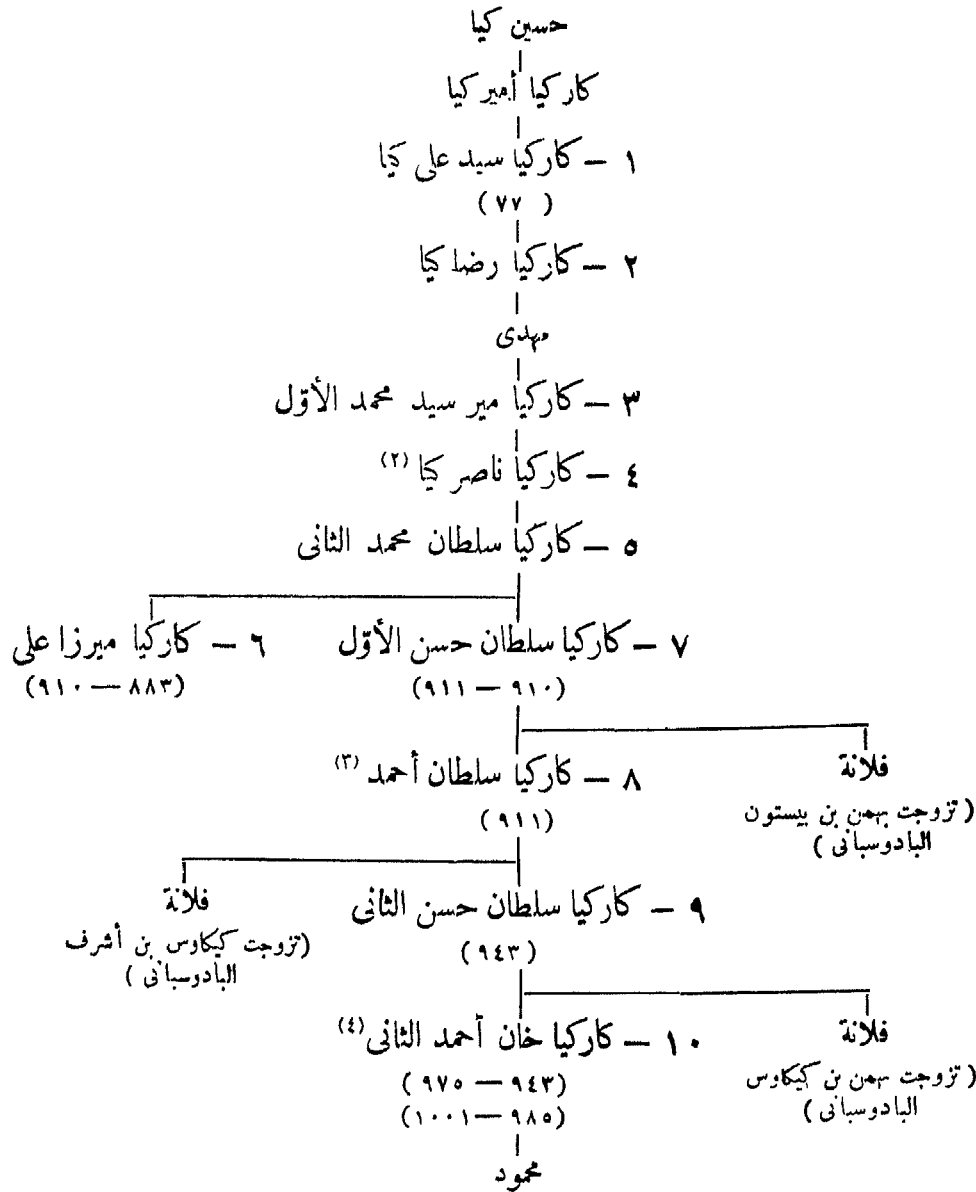 حسين كيا
كاركيا أمير كيا
١ — كاركيا سيد على كيا
(٧٧ )
٢ — كاركيا رضا كيا
مهدى
٣ — كاركيا مير سيد محمد الأوّل
٤ — كاركيا ناصر كيا (٢)
٥ — كاركيا سلطان محمد الثانى
٧ — كاركيا سلطان حسن الأوّل
(٩١٠ — ٩١١)
٦ — كاركيا ميرزا على
(٨٨٣ — ٩١٠)
فلانة
(تزوجت بهمن بن بيستون
البادوسبانى)
٨ — كاركيا سلطان أحمد (٣)
(٩١١)
٩ — كاركيا سلطان حسن الثانى
(٩٤٣)
فلانة
(تزوجت كيكاوس بن أشرف
البادوسبانى)
فلانة
(تزوجت بهمن بن كيكاوس
البادوسبانى)
١٠ — كاركيا خان أحمد الثانى (٤)
(٩٤٣ — ٩٧٥)
(٩٨٥ — ١٠٠١)
محمود